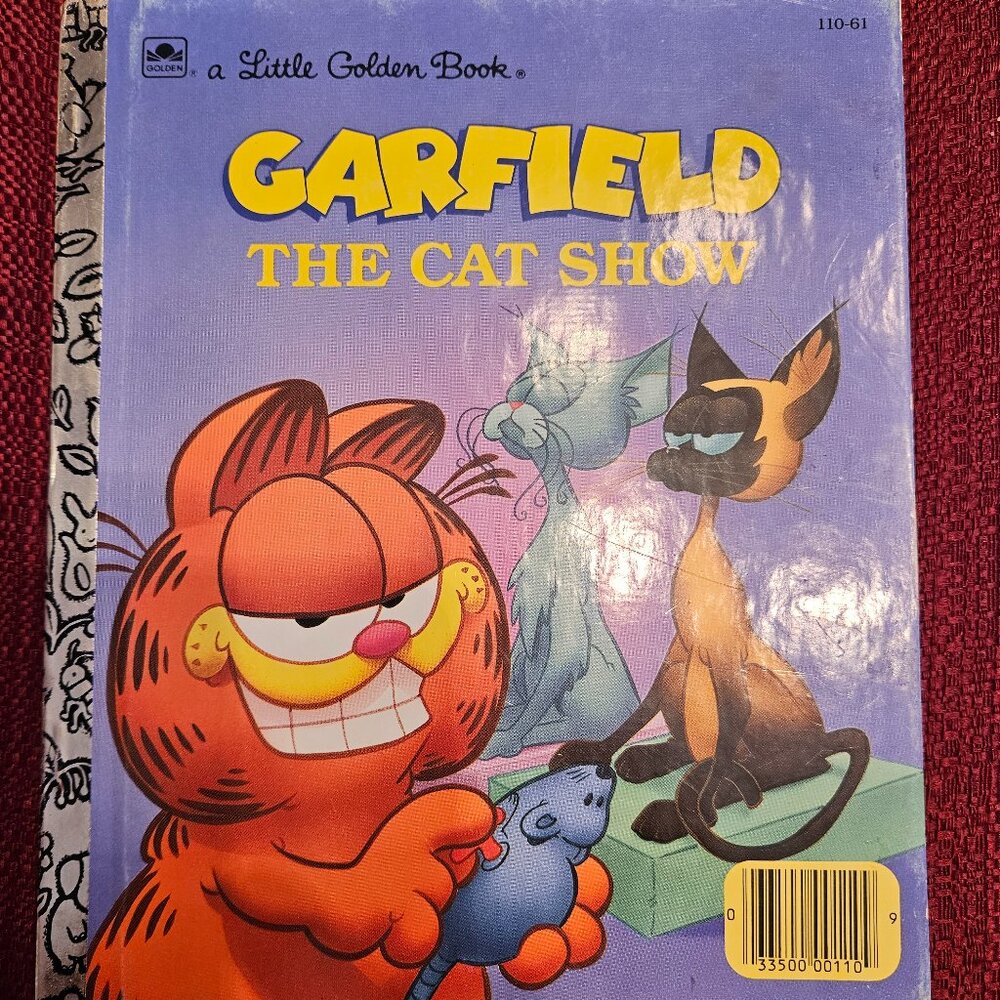 110-61
GOLDEN ® a Little Golden Book®
GARFIELD
THE CAT SHOW
0 33500 00110 9